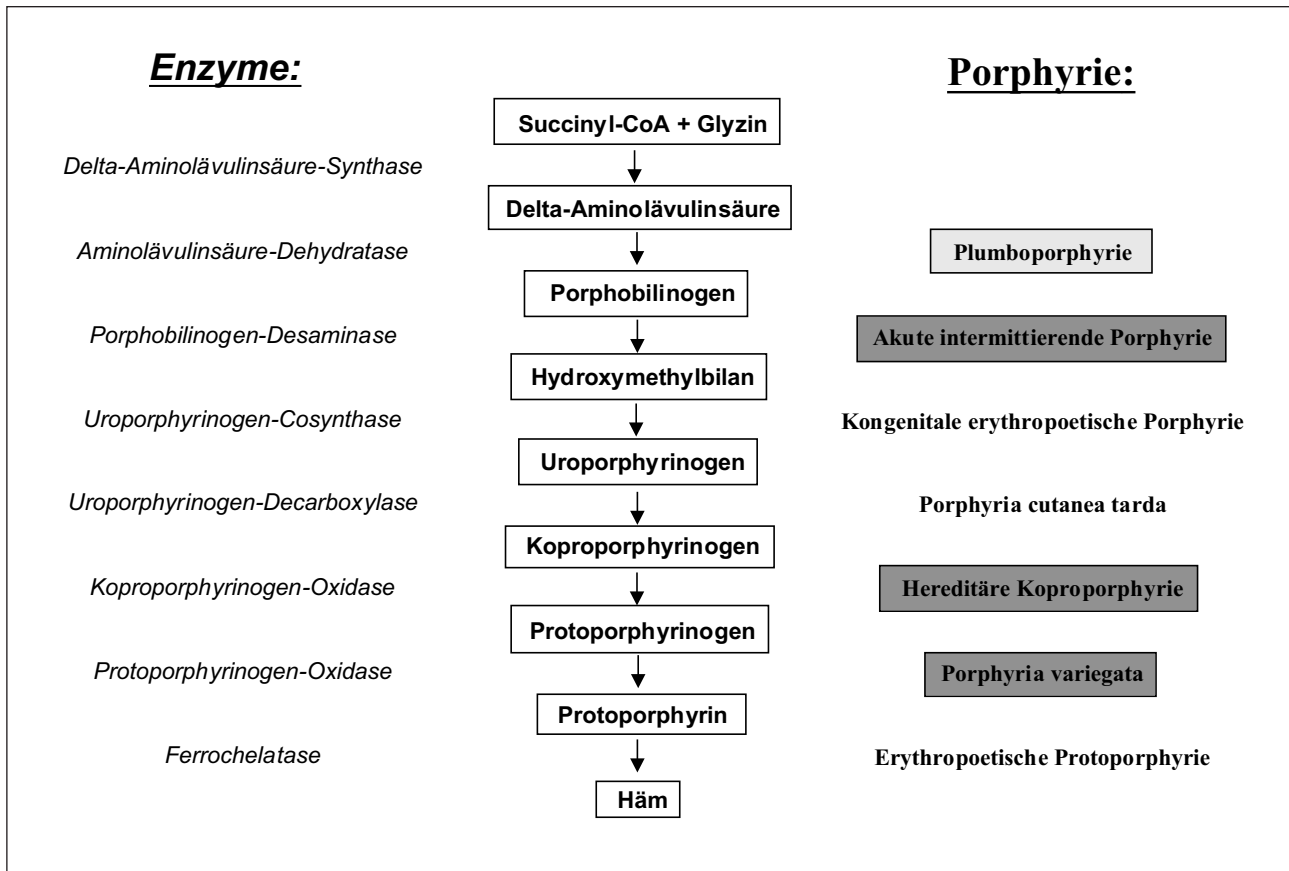 Enzyme:
Porphyrie:
Succinyl-CoA + Glyzin
Delta-Aminolävulinsäure-Synthase
Delta-Aminolävulinsäure
Aminolävulinsäure-Dehydratase
Plumboporphyrie
Porphobilinogen
Porphobilinogen-Desaminase
Akute intermittierende Porphyrie
Hydroxymethylbilan
Uroporphyrinogen-Cosynthase
Kongenitale erythropoetische Porphyrie
Uroporphyrinogen
Uroporphyrinogen-Decarboxylase
Porphyria cutanea tarda
Koproporphyrinogen
Koproporphyrinogen-Oxidase
Hereditäre Koproporphyrie
Protoporphyrinogen
Protoporphyrinogen-Oxidase
Porphyria variegata
Protoporphyrin
Ferrochelatase
Erythropoetische Protoporphyrie
Häm